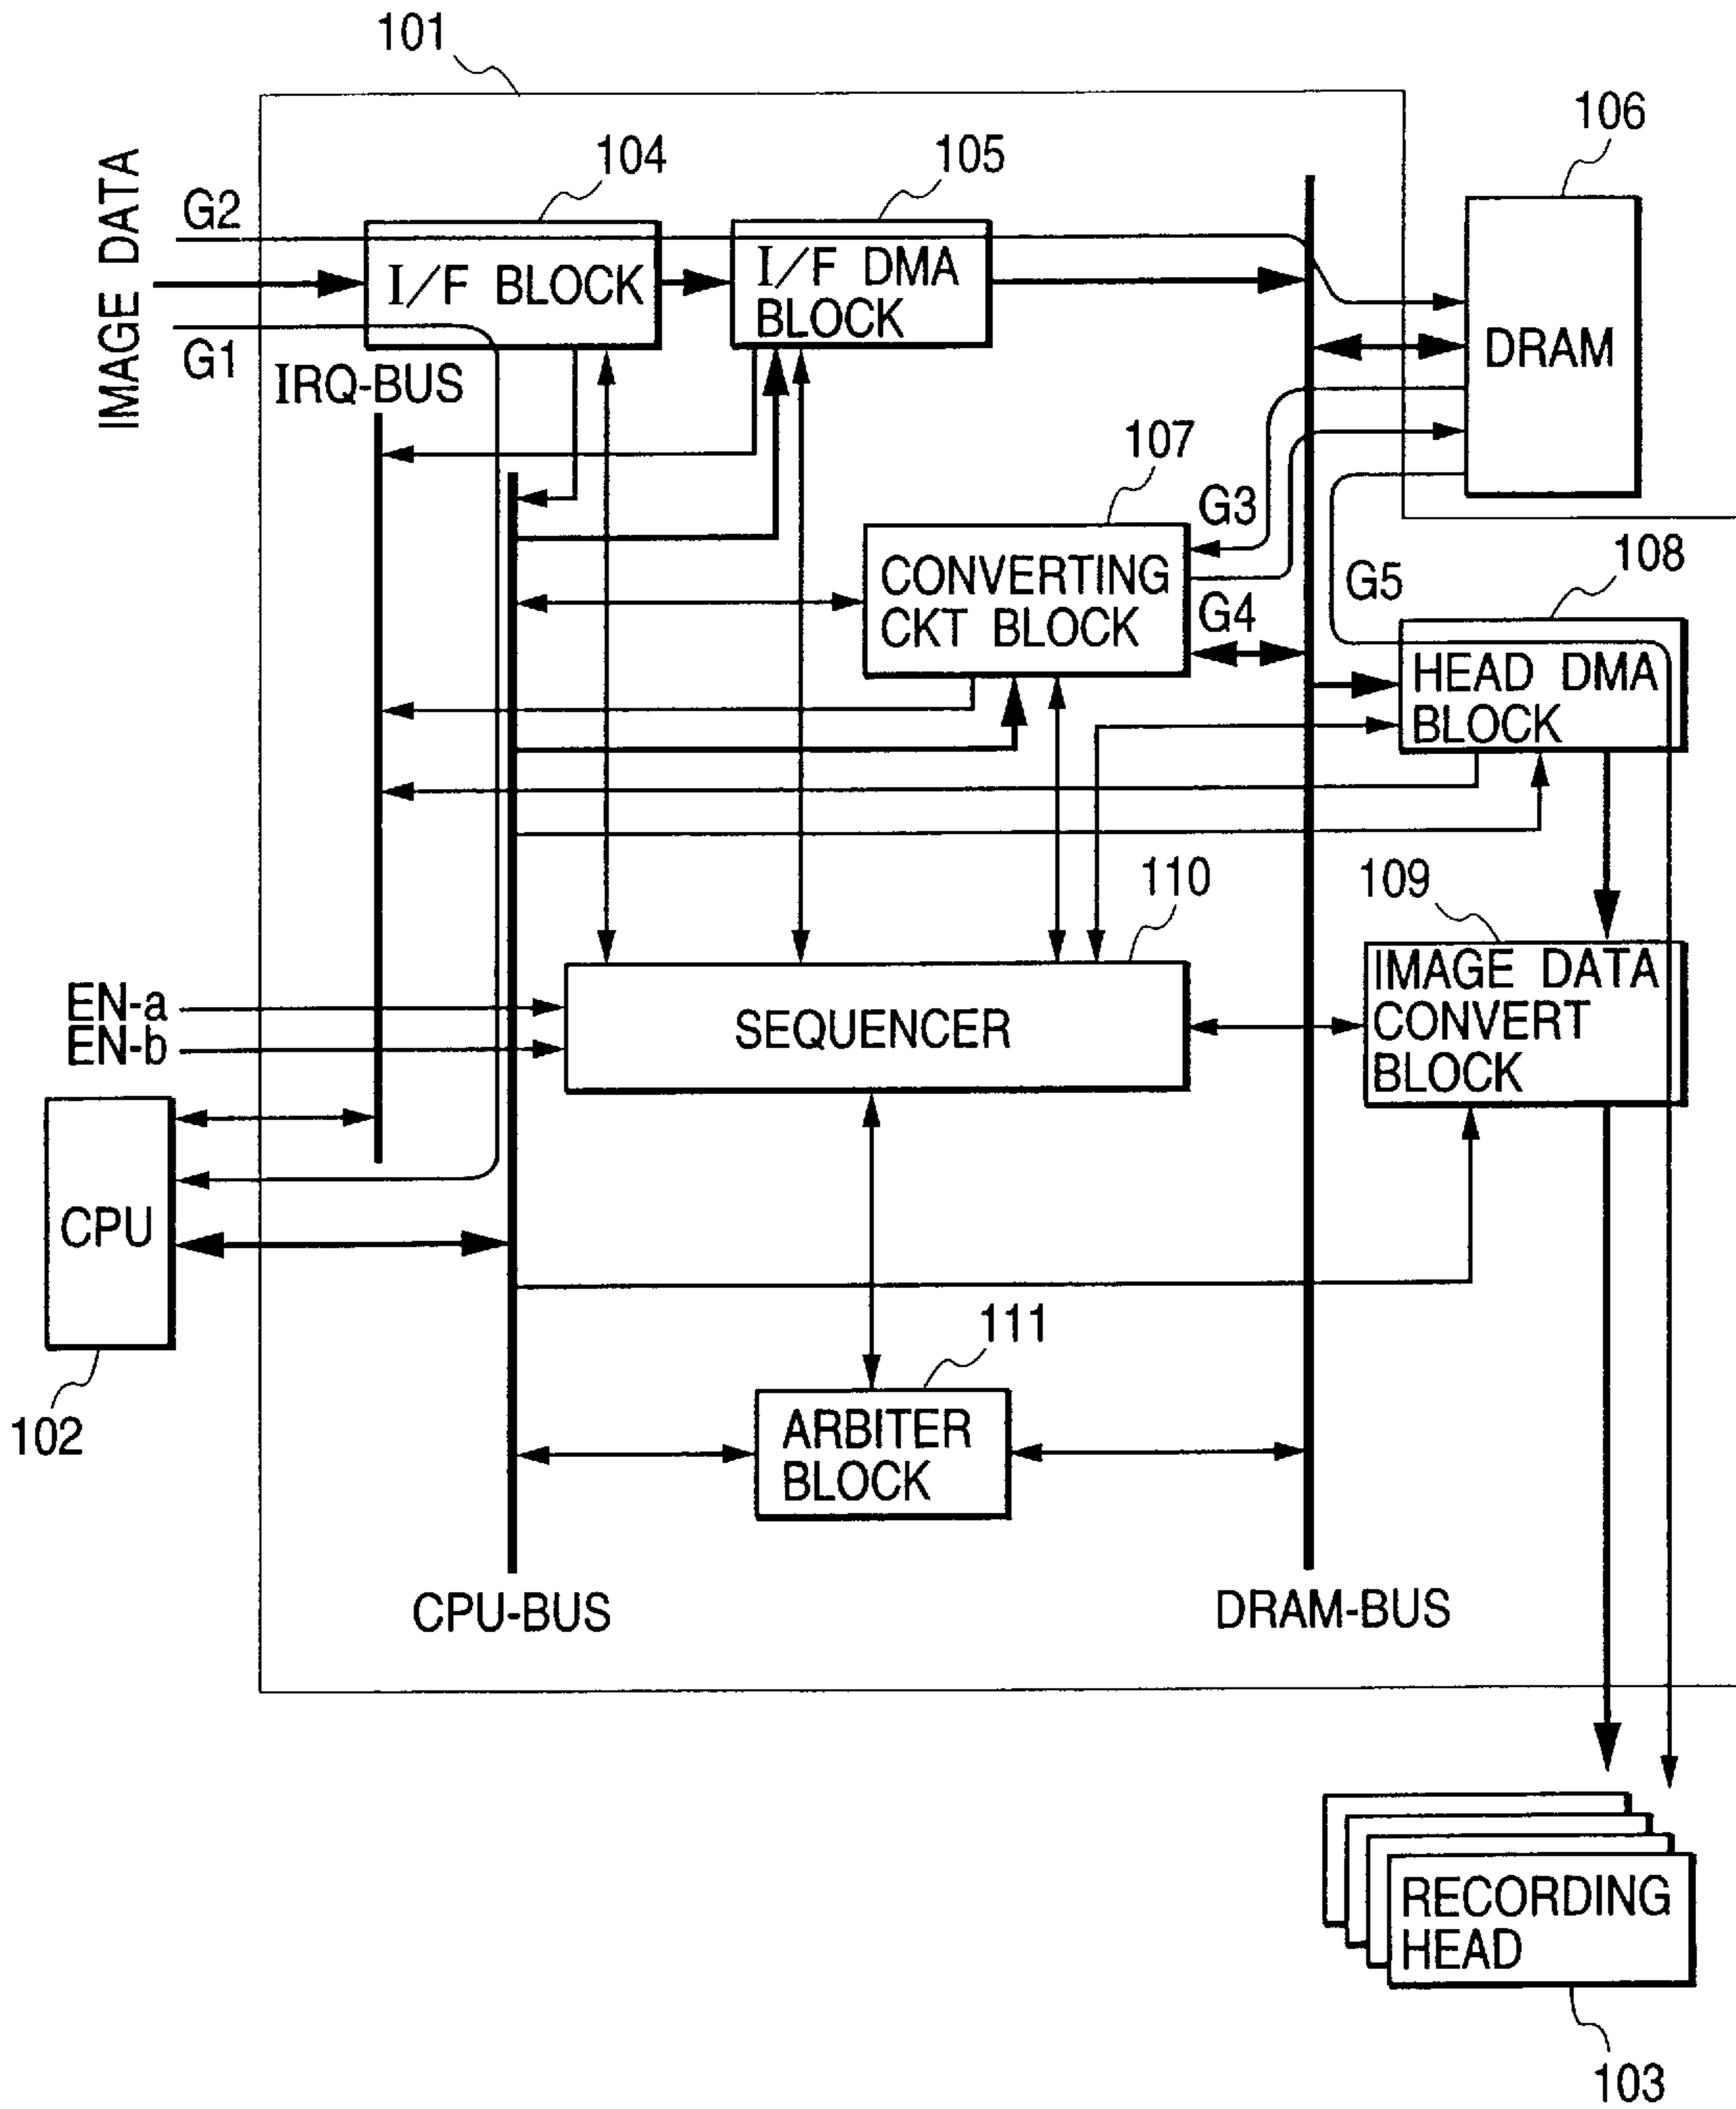 101
106
104
105
IMAGE DATA
G2
I/F BLOCK
I/F DMA
BLOCK
DRAM
G1
IRQ-BUS
107
G3
108
CONVERTING
CKT BLOCK
G5
G4
HEAD DMA
BLOCK
110
109
EN-a
EN-b
SEQUENCER
IMAGE DATA
CONVERT
BLOCK
CPU
111
102
ARBITER
BLOCK
CPU-BUS
DRAM-BUS
RECORDING
HEAD
103